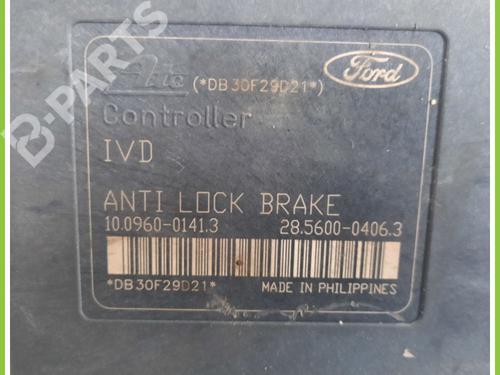 B-PARTS
Ate (*DB30F29D21*) Ford
Controller
IVD
ANTI LOCK BRAKE
10.0960-0141.3 28.5600-0406.3
*DB30F29D21* MADE IN PHILIPPINES